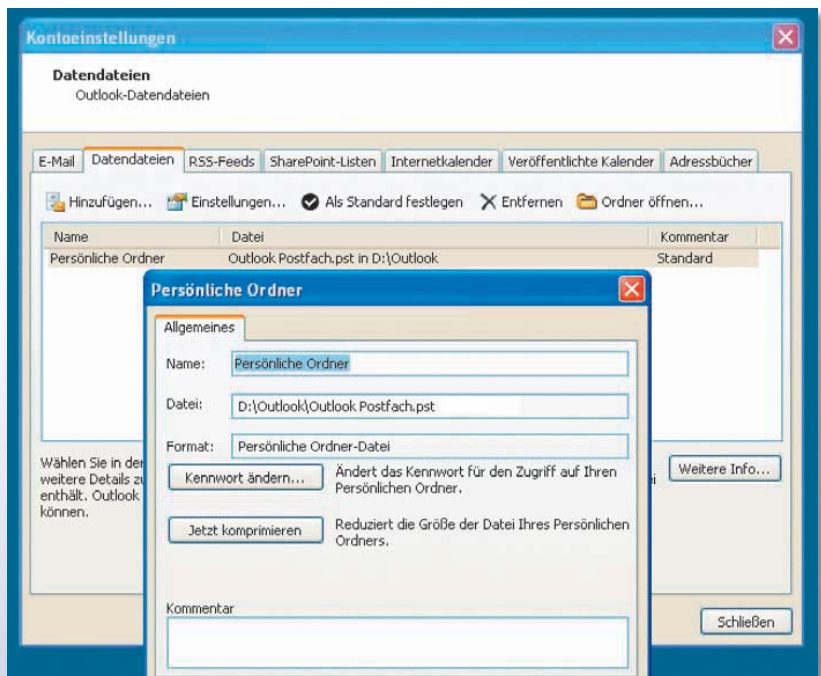 Kontoeinstellungen
Datendateien
Outlook-Datendateien
E-Mail Datendateien RSS-Feeds SharePoint-Listen Internetkalender Veröffentlichte Kalender Adressbücher
Hinzufügen... Einstellungen... Als Standard festlegen Entfernen Ordner öffnen...
Name Datei Kommentar
Persönliche Ordner Outlook Postfach.pst in D:\Outlook Standard
Persönliche Ordner
Allgemeines
Name: Persönliche Ordner
Datei: D:\Outlook\Outlook Postfach.pst
Format: Persönliche Ordner-Datei
Wählen Sie in der
weitere Details zu
enthält. Outlook
können.
Weitere Info...
Kennwort ändern... Ändert das Kennwort für den Zugriff auf Ihren
Persönlichen Ordner.
Jetzt komprimieren Reduziert die Größe der Datei Ihres Persönlichen
Ordners.
Kommentar
Schließen